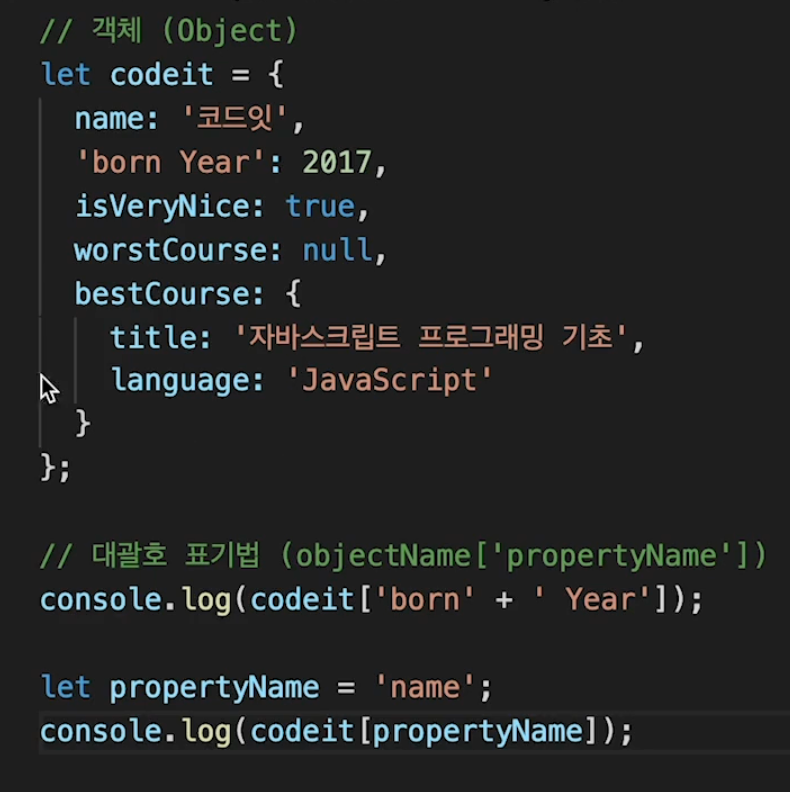 // 객체 (Object)
let codeit = {
  name: '코드잇',
  'born Year': 2017,
  isVeryNice: true,
  worstCourse: null,
  bestCourse: {
    title: '자바스크립트 프로그래밍 기초',
    language: 'JavaScript'
  }
};

// 대괄호 표기법 (objectName['propertyName'])
console.log(codeit['born' + ' Year']);

let propertyName = 'name';
console.log(codeit[propertyName]);